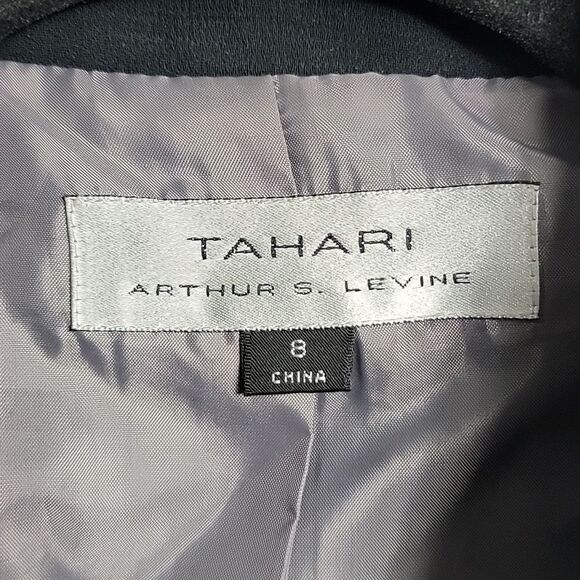 TAHARI
ARTHUR S. LEVINE
8
CHINA